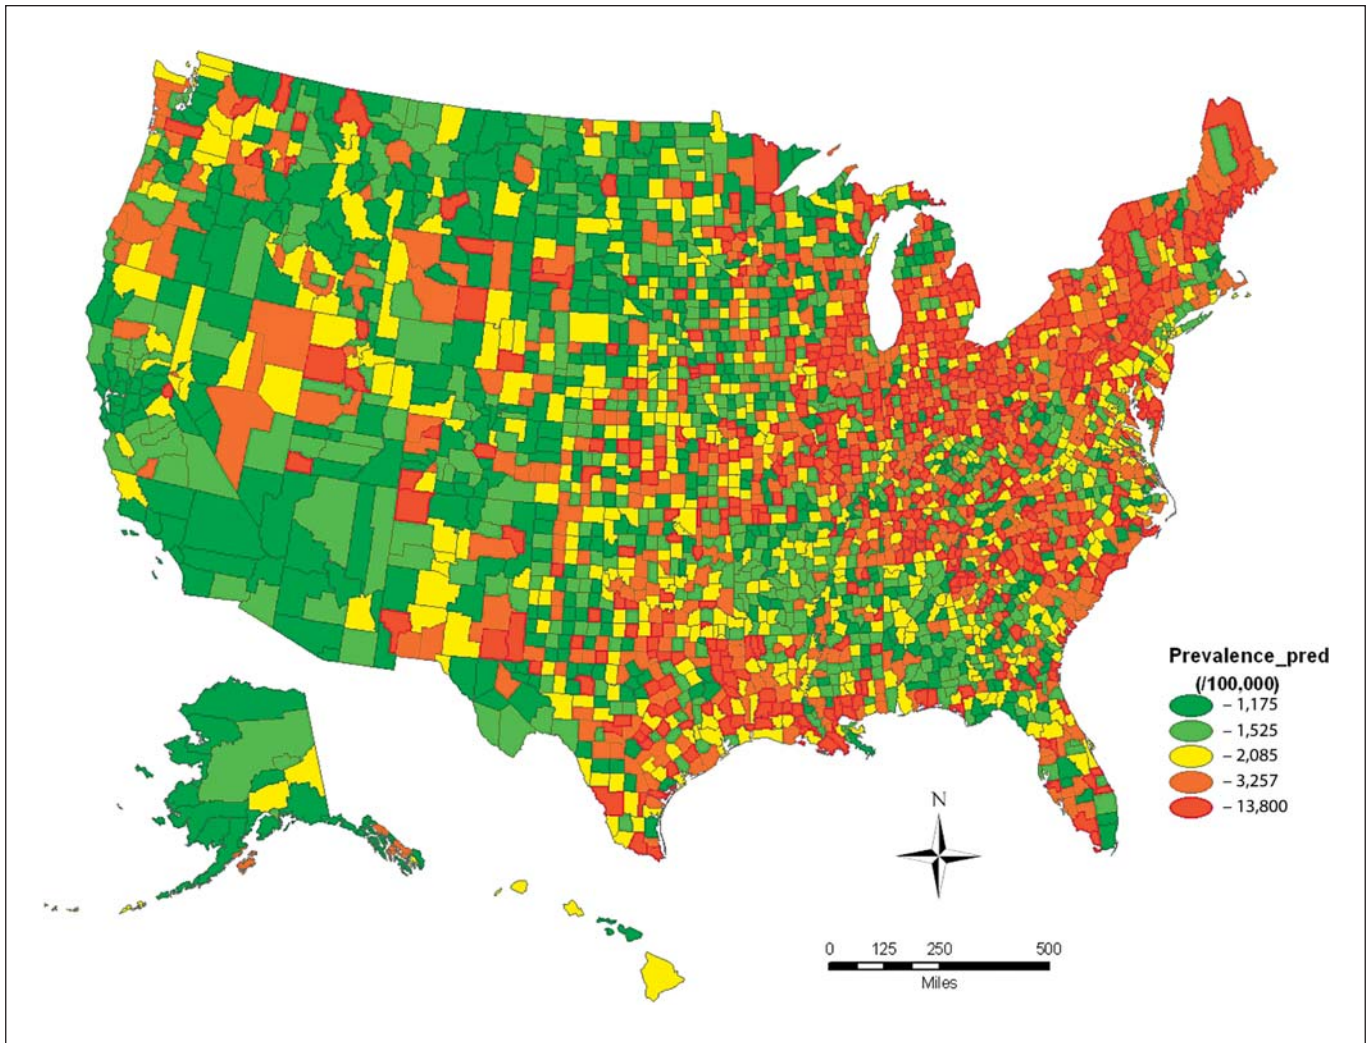 Prevalence_pred
(/100,000)
– 1,175
– 1,525
– 2,085
– 3,257
– 13,800
N
0 125 250 500
Miles